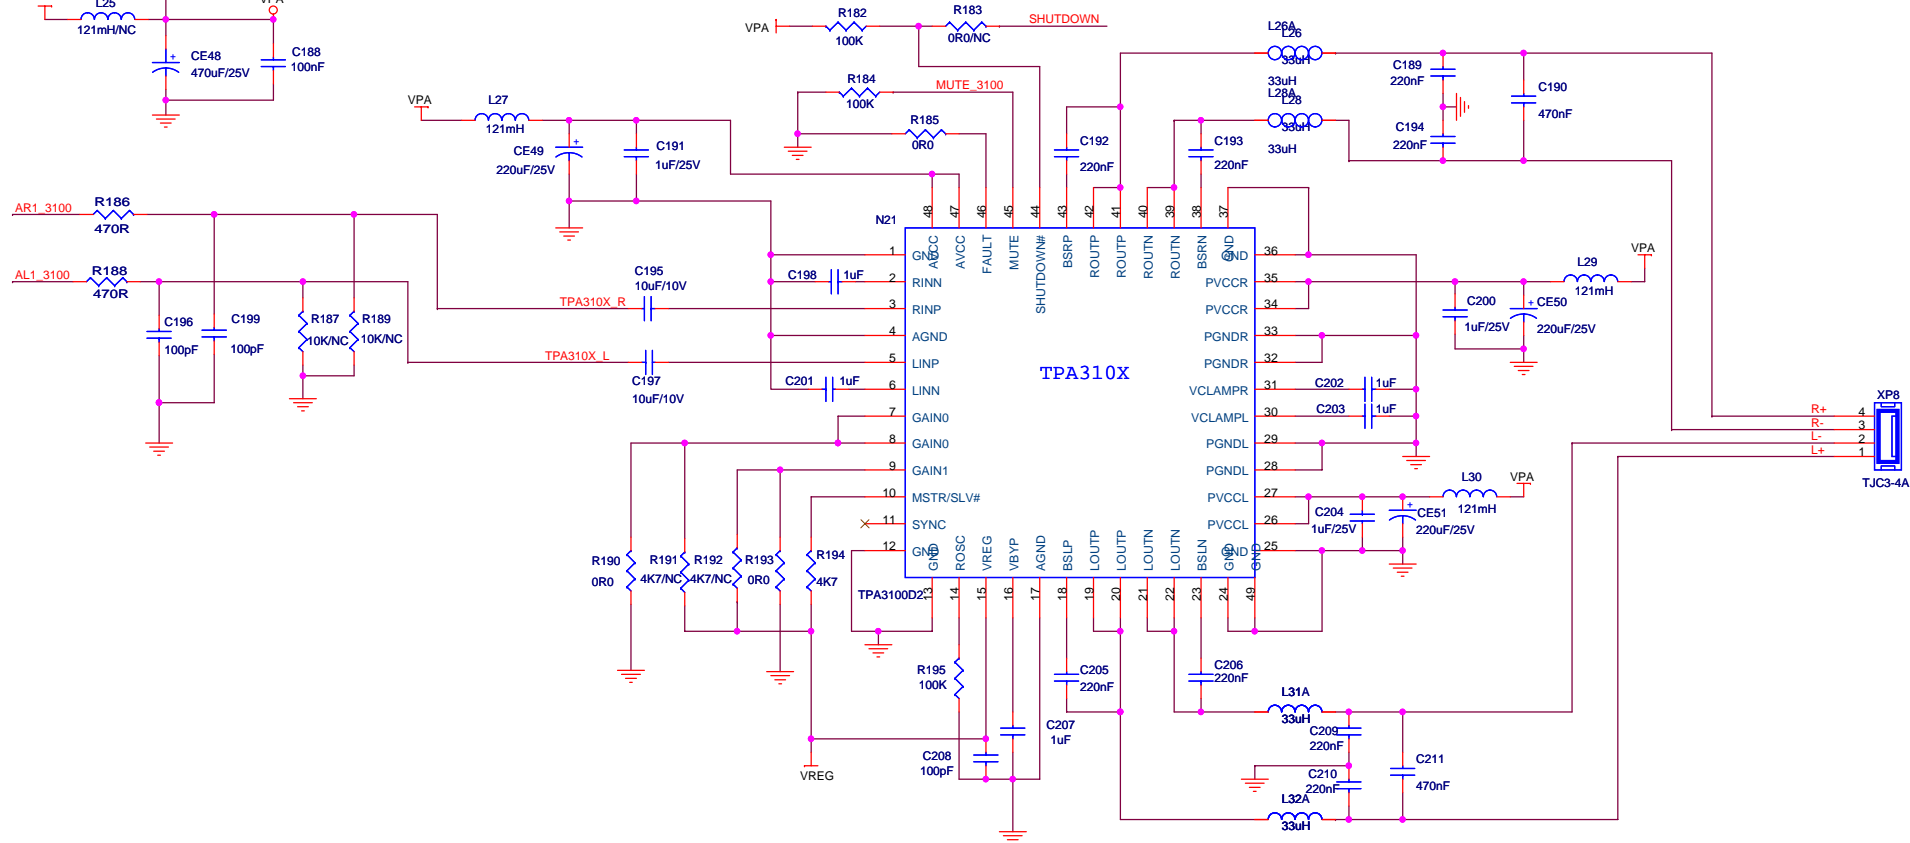 L25
121mH/NC
VPA
CE48
470uF/25V
C188
100nF
VPA
R182
100K
R183
0R0/NC
SHUTDOWN
R184
100K
MUTE_3100
R185
0R0
VPA
L27
121mH
CE49
220uF/25V
C191
1uF/25V
L26A
L26
33uH
33uH
L28A
L28
33uH
33uH
C189
220nF
C194
220nF
C190
470nF
C192
220nF
C193
220nF
AR1_3100
R186
470R
AL1_3100
R188
470R
C196
100pF
C199
100pF
R187
10K/NC
R189
10K/NC
C195
10uF/10V
TPA310X_R
TPA310X_L
C197
10uF/10V
C198
1uF
C201
1uF
N21
48
47
46
45
44
43
42
41
40
39
38
37
AVCC
AVCC
FAULT
MUTE
SHUTDOWN#
BSRP
ROUTP
ROUTP
ROUTN
ROUTN
BSRN
GND
1
GND
2
RINN
3
RINP
4
AGND
5
LINP
6
LINN
7
GAIN0
8
GAIN0
9
GAIN1
10
MSTR/SLV#
11
SYNC
12
GND
TPA310X
GND
36
PVCCR
35
PVCCR
34
PGNDR
33
PGNDR
32
VCLAMPR
31
VCLAMPL
30
PGNDL
29
PGNDL
28
PVCCL
27
PVCCL
26
GND
25
GND
ROSC
VREG
VBYP
AGND
BSLP
LOUTP
LOUTP
LOUTN
LOUTN
BSLN
GND
GND
13
14
15
16
17
18
19
20
21
22
23
24
49
TPA3100D2
VPA
L29
121mH
C200
1uF/25V
CE50
220uF/25V
C202
1uF
C203
1uF
VPA
L30
121mH
C204
1uF/25V
CE51
220uF/25V
XP8
R+
4
R-
3
L-
2
L+
1
TJC3-4A
R190
0R0
R191
4K7/NC
R192
4K7/NC
R193
0R0
R194
4K7
R195
100K
VREG
C208
100pF
C207
1uF
C205
220nF
C206
220nF
L31A
33uH
C209
220nF
C210
220nF
C211
470nF
L32A
33uH